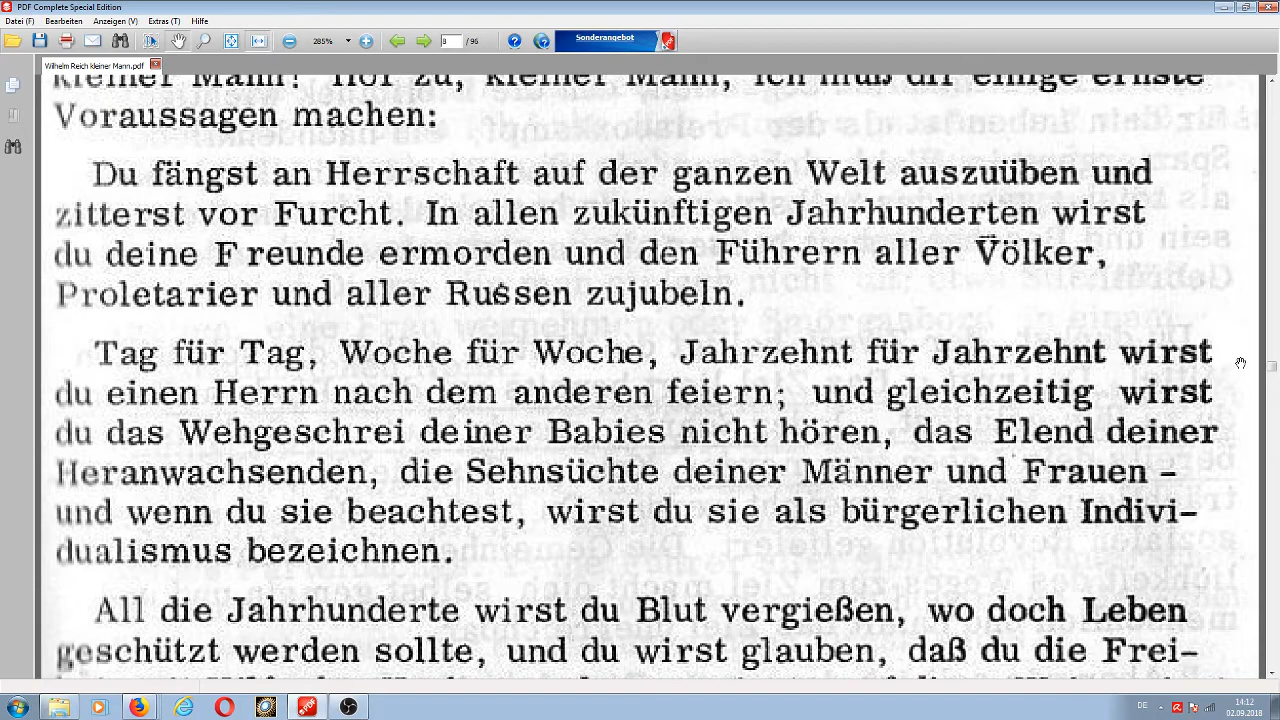 PDF Complete Special Edition
Datei (F) Bearbeiten Anzeigen (V) Extras (T) Hilfe
285% 8 / 95 Sonderangebot
Wilhelm Reich kleiner Mann.pdf
kleiner Mann! Hör zu, kleiner Mann, ich muß dir einige ernste
Voraussagen machen:
Du fängst an Herrschaft auf der ganzen Welt auszuüben und
zitterst vor Furcht. In allen zukünftigen Jahrhunderten wirst
du deine Freunde ermorden und den Führern aller Völker,
Proletarier und aller Russen zujubeln.
Tag für Tag, Woche für Woche, Jahrzehnt für Jahrzehnt wirst
du einen Herrn nach dem anderen feiern; und gleichzeitig wirst
du das Wehgeschrei deiner Babies nicht hören, das Elend deiner
Heranwachsenden, die Sehnsüchte deiner Männer und Frauen –
und wenn du sie beachtest, wirst du sie als bürgerlichen Indivi-
dualismus bezeichnen.
All die Jahrhunderte wirst du Blut vergießen, wo doch Leben
geschützt werden sollte, und du wirst glauben, daß du die Frei-
DE 14:12
02.09.2018